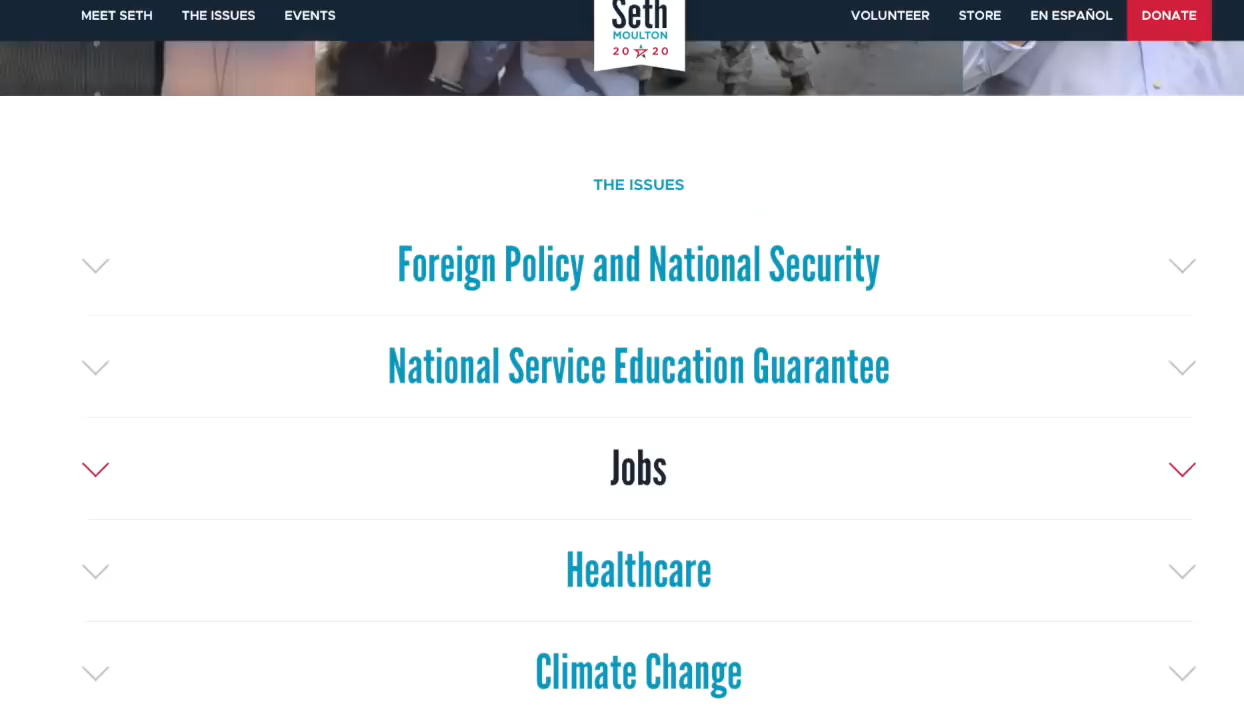 MEET SETH THE ISSUES EVENTS Seth VOLUNTEER STORE EN ESPAÑOL DONATE
MOULTON
20 20
THE ISSUES
Foreign Policy and National Security
National Service Education Guarantee
Jobs
Healthcare
Climate Change